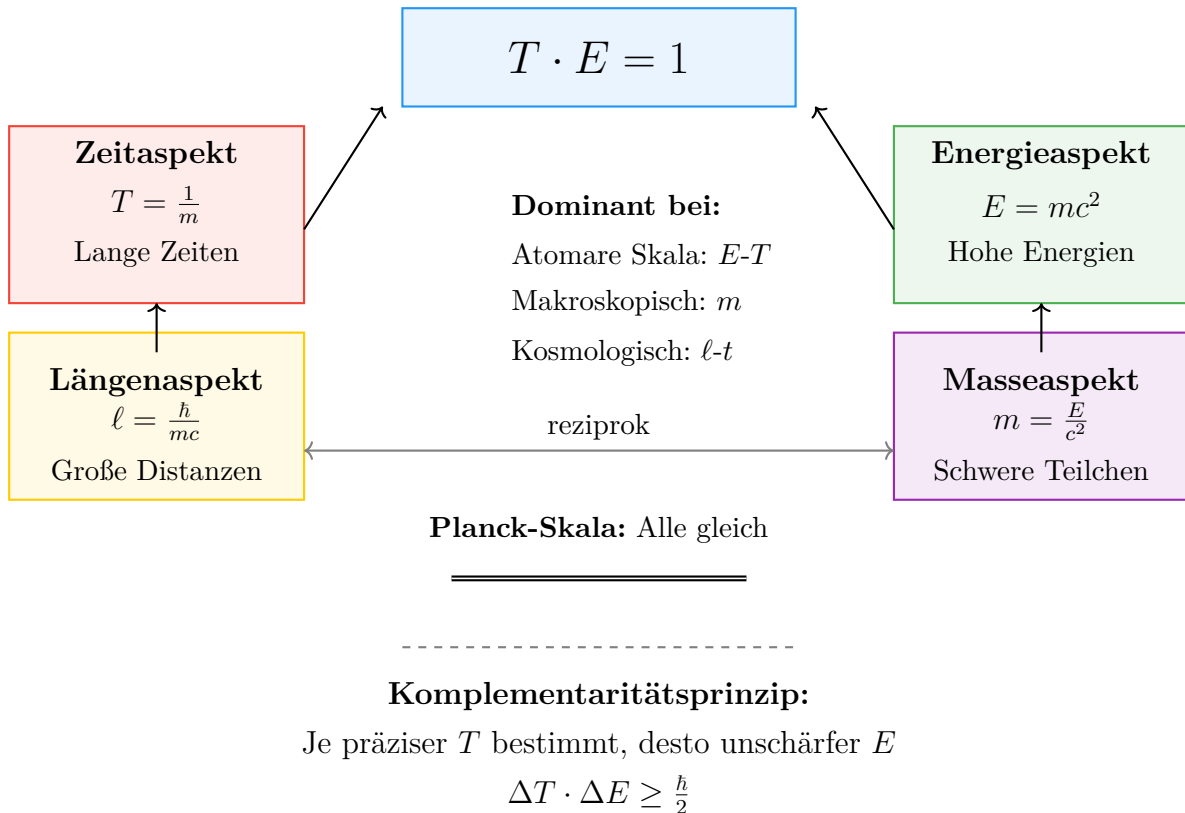 T · E = 1
Zeitaspekt
T = 1/m
Lange Zeiten
Energieaspekt
E = mc²
Hohe Energien
Dominant bei:
Atomare Skala: E-T
Makroskopisch: m
Kosmologisch: ℓ-t
Längenaspekt
ℓ = ħ/mc
Große Distanzen
reziprok
Masseaspekt
m = E/c²
Schwere Teilchen
Planck-Skala: Alle gleich
Komplementaritätsprinzip:
Je präziser T bestimmt, desto unschärfer E
ΔT · ΔE ≥ ħ/2